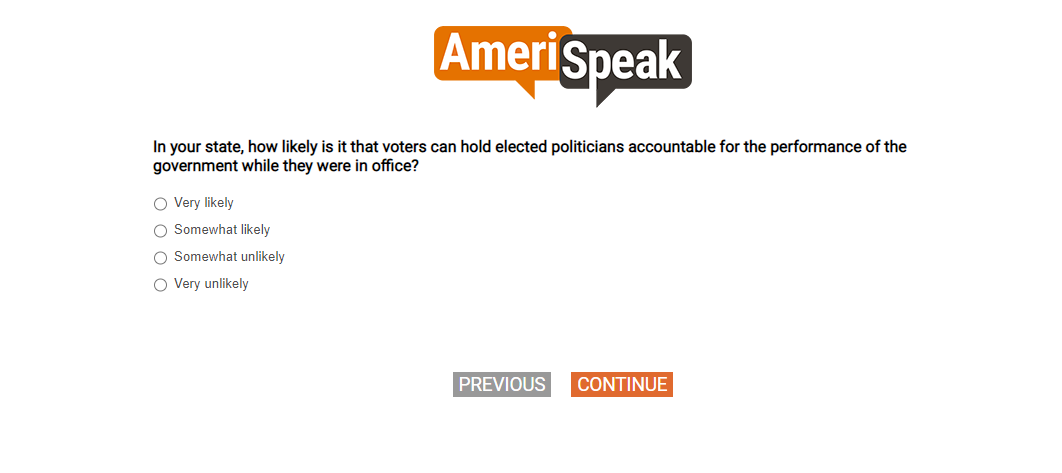 AmeriSpeak
In your state, how likely is it that voters can hold elected politicians accountable for the performance of the
government while they were in office?
Very likely
Somewhat likely
Somewhat unlikely
Very unlikely
PREVIOUS CONTINUE